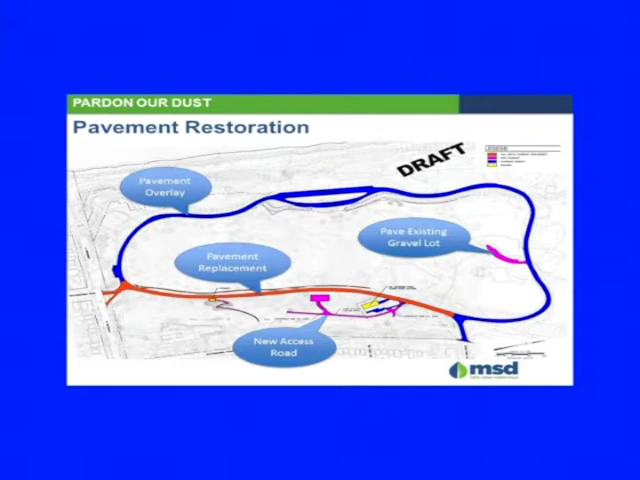 PARDON OUR DUST
Pavement Restoration
DRAFT
Pavement
Overlay
Pave Existing
Gravel Lot
Pavement
Replacement
New Access
Road
msd